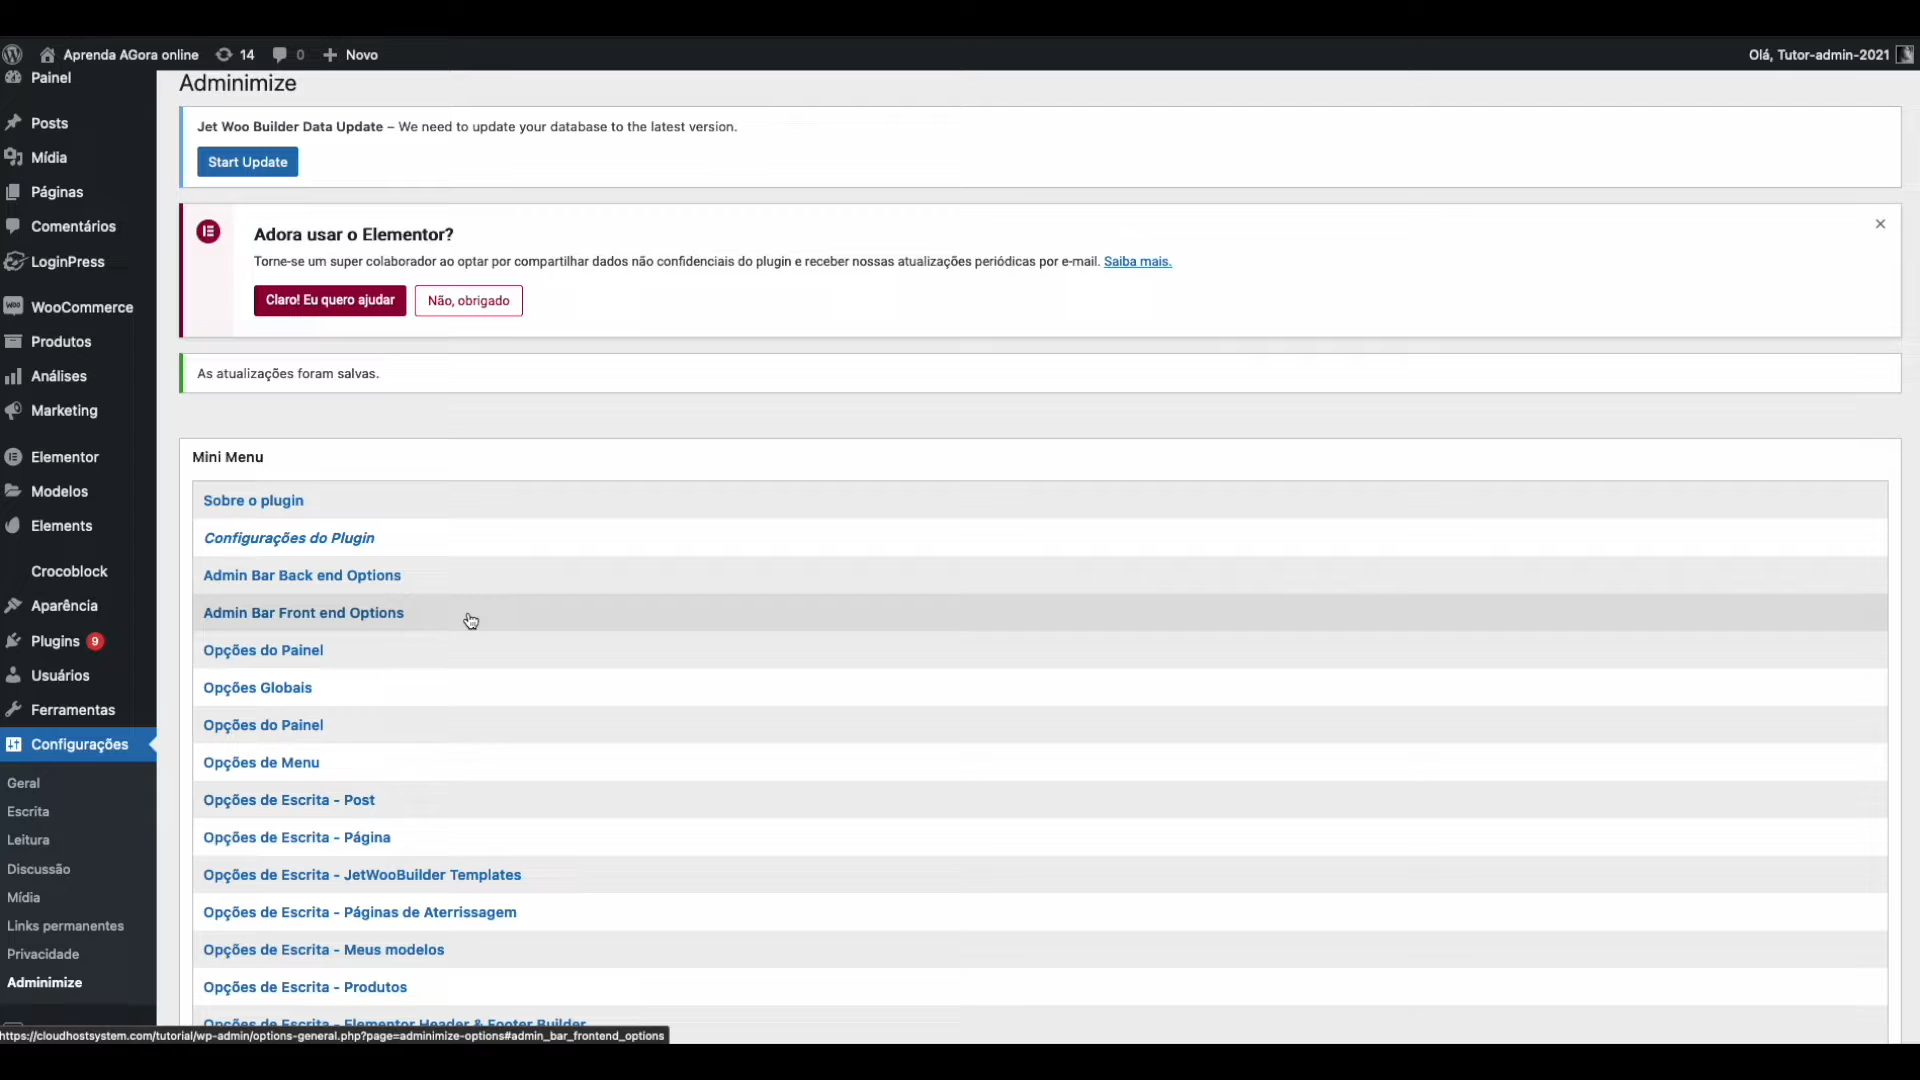 Aprenda AGora online 14 0 Novo Olá, Tutor-admin-2021
Painel
Posts
Mídia
Páginas
Comentários
LoginPress
WooCommerce
Produtos
Análises
Marketing
Elementor
Modelos
Elements
Crocoblock
Aparência
Plugins 9
Usuários
Ferramentas
Configurações
Geral
Escrita
Leitura
Discussão
Mídia
Links permanentes
Privacidade
Adminimize
Adminimize
Jet Woo Builder Data Update – We need to update your database to the latest version.
Start Update
Adora usar o Elementor?
Torne-se um super colaborador ao optar por compartilhar dados não confidenciais do plugin e receber nossas atualizações periódicas por e-mail. Saiba mais.
Claro! Eu quero ajudar Não, obrigado
As atualizações foram salvas.
Mini Menu
Sobre o plugin
Configurações do Plugin
Admin Bar Back end Options
Admin Bar Front end Options
Opções do Painel
Opções Globais
Opções do Painel
Opções de Menu
Opções de Escrita - Post
Opções de Escrita - Página
Opções de Escrita - JetWooBuilder Templates
Opções de Escrita - Páginas de Aterrissagem
Opções de Escrita - Meus modelos
Opções de Escrita - Produtos
Opções de Escrita - Elementor Header & Footer Builder
https://cloudhostsystem.com/tutorial/wp-admin/options-general.php?page=adminimize-options#admin_bar_frontend_options